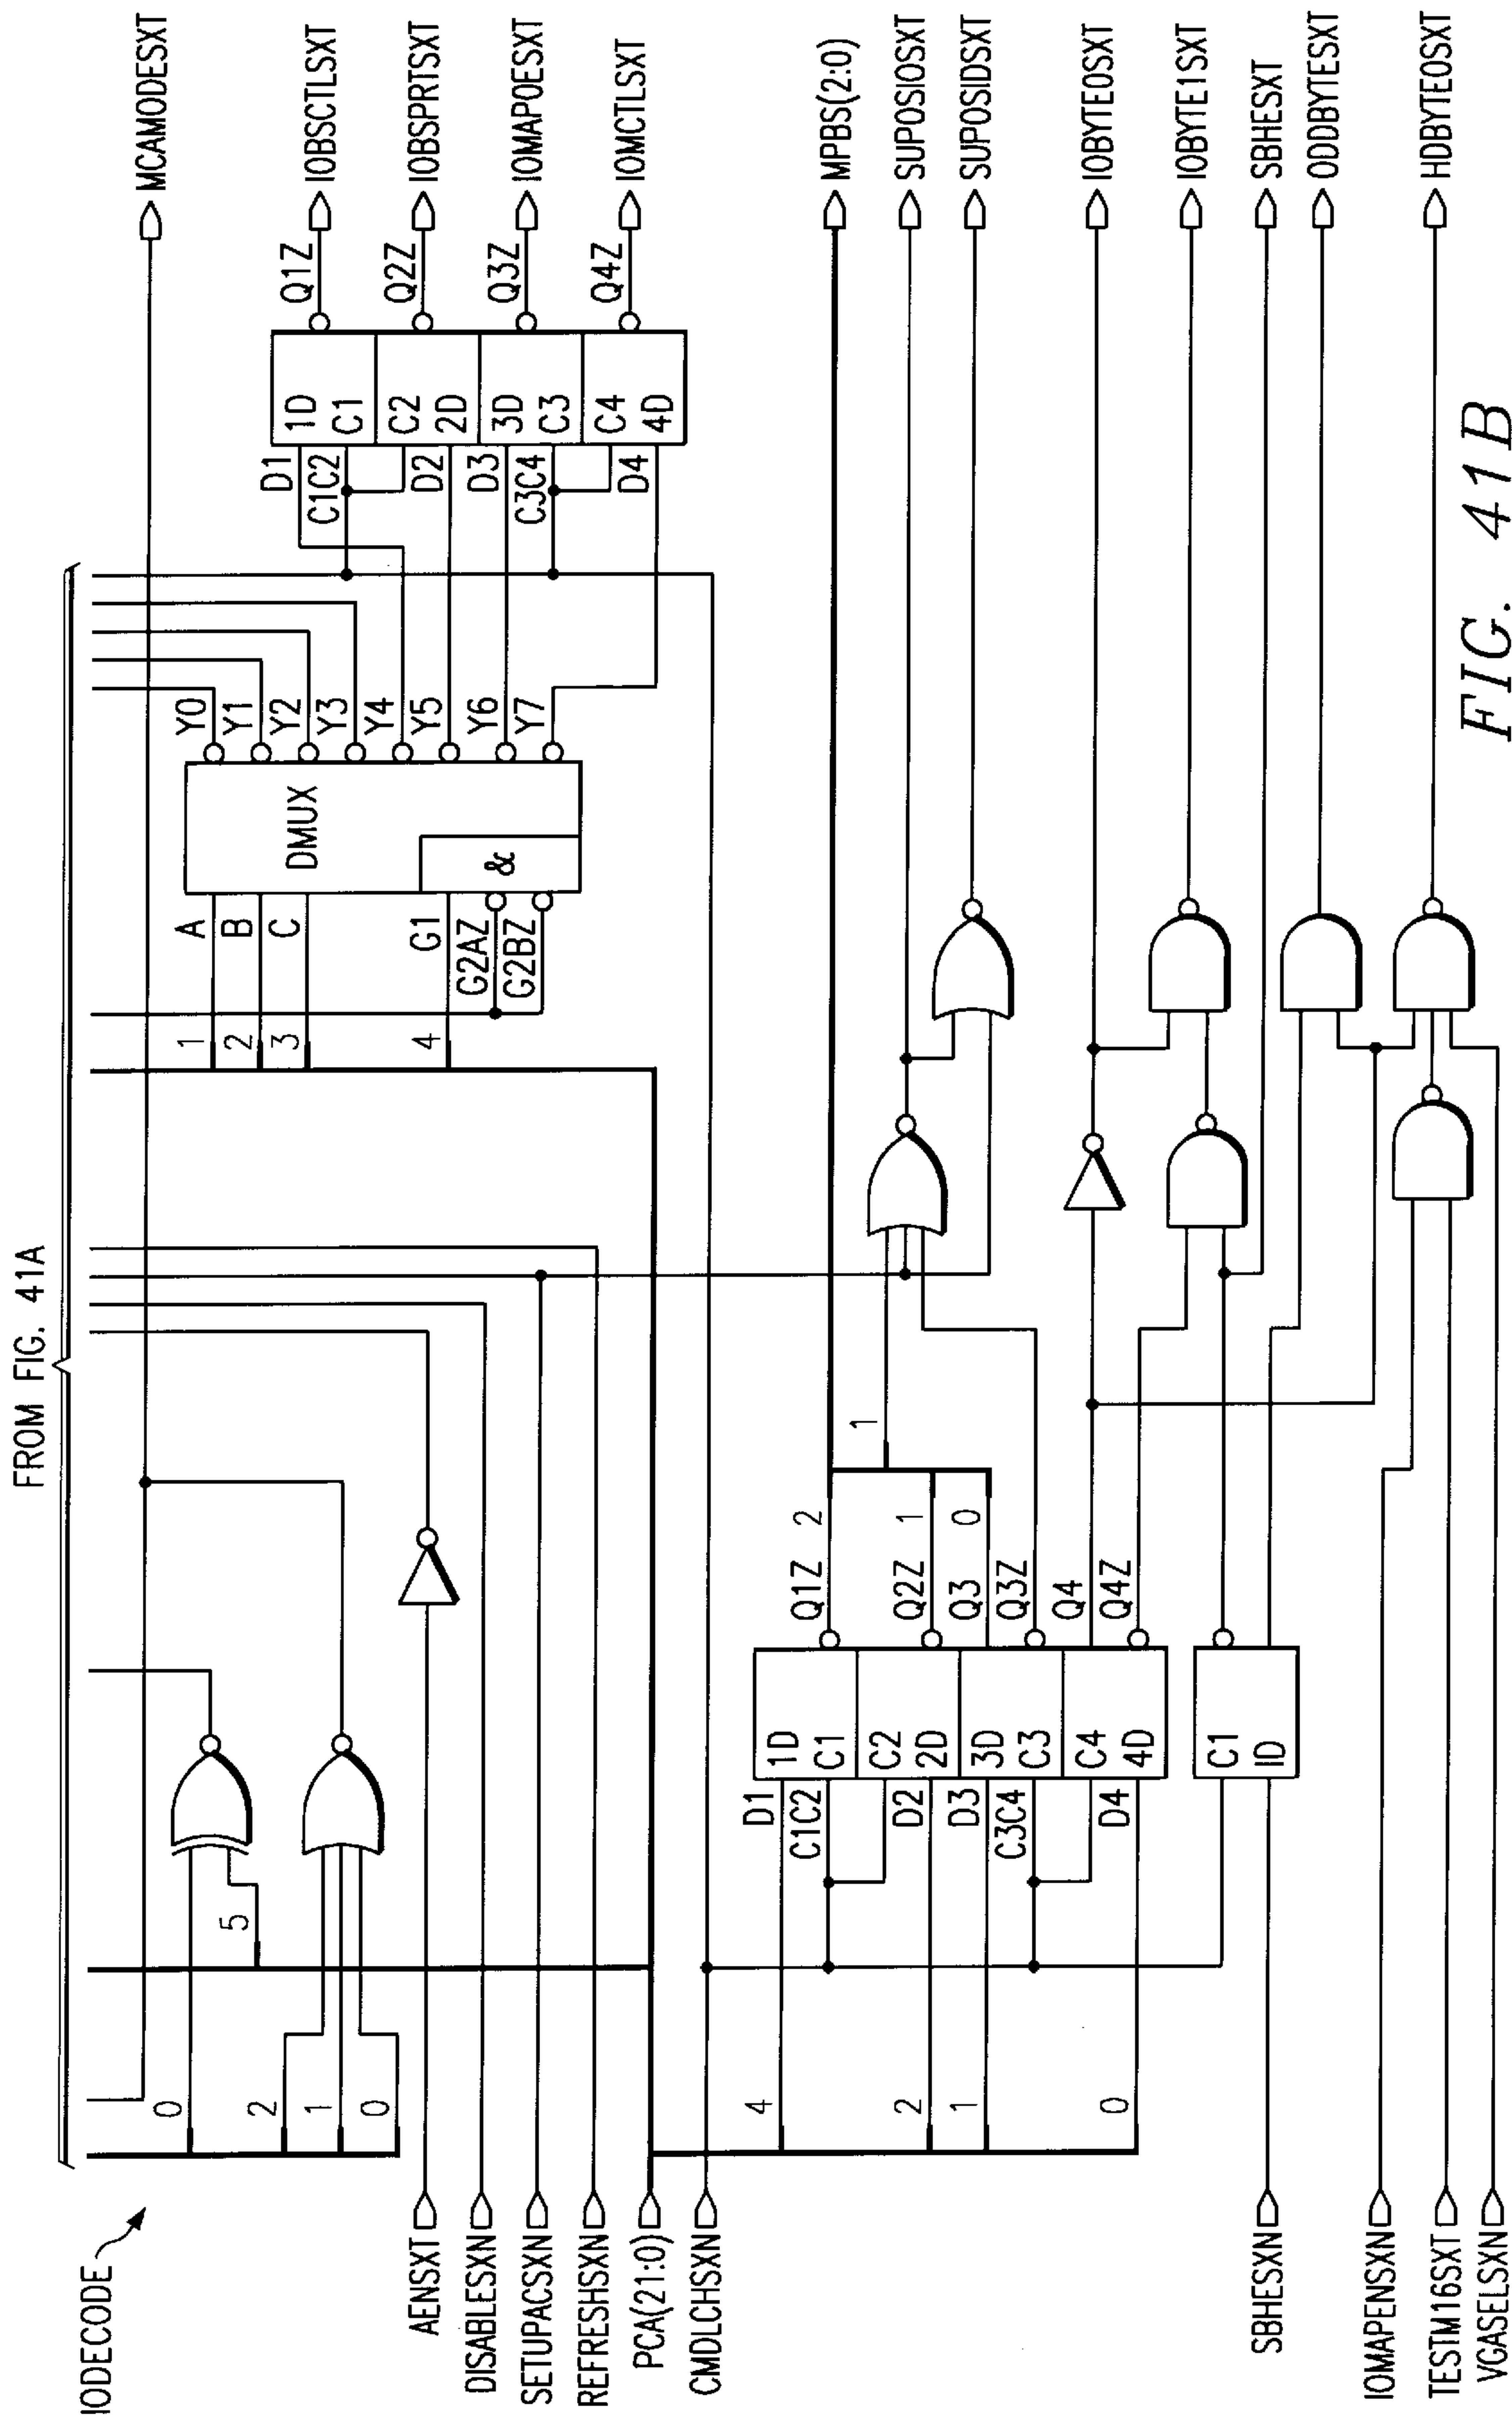 FROM FIG. 41A
IODECODE
MCAMODESXT
0
2
1
0
5
1
2
3
4
A
B
C
G1
G2AZ
G2BZ
DMUX
&
Y0
Y1
Y2
Y3
Y4
Y5
Y6
Y7
D1
C1C2
D2
D3
C3C4
D4
1D
C1
C2
2D
3D
C3
C4
4D
Q1Z
Q2Z
Q3Z
Q4Z
IOBSCTLSXT
IOBSPRTSXT
IOMAPOESXT
IOMCTLSXT
AENSXT
DISABLESXN
SETUPACSXN
REFRESHSXN
PCA(21:0)
CMDLCHSXN
4
2
1
0
D1
C1C2
D2
D3
C3C4
D4
1D
C1
C2
2D
3D
C3
C4
4D
Q1Z
Q2Z
Q3
Q3Z
Q4
Q4Z
2
1
0
1
MPBS(2:0)
SUPOSIOSXT
SUPOSIDSXT
IOBYTE0SXT
IOBYTE1SXT
SBHESXT
ODDBYTESXT
HDBYTE0SXT
C1
ID
SBHESXN
IOMAPENSXN
TESTM16SXT
VGASELSXN
FIG. 41B